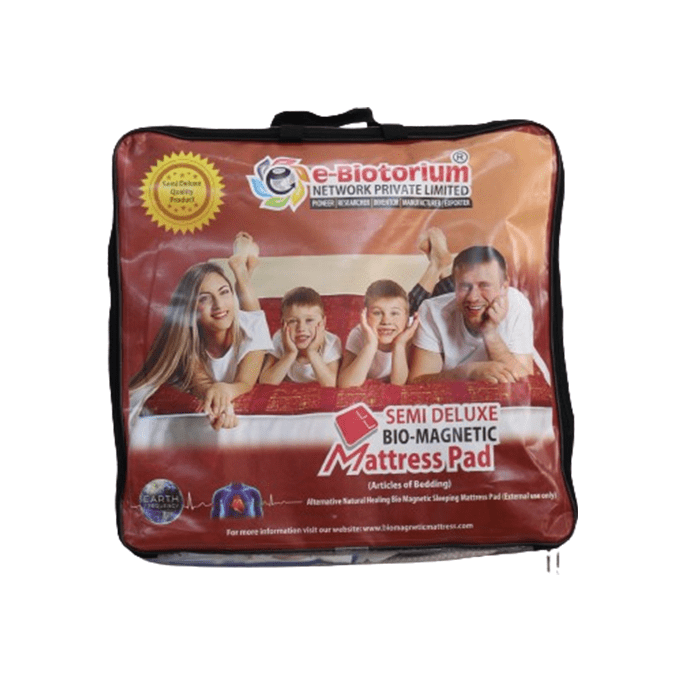 Semi Deluxe
Quality
Product
e
e-Biotorium®
NETWORK PRIVATE LIMITED
PIONEER | RESEARCHER | INVENTOR | MANUFACTURER / EXPORTER
SEMI DELUXE
BIO-MAGNETIC
Mattress Pad
(Articles of Bedding)
Alternative Natural Healing Bio Magnetic Sleeping Mattress Pad (External use only)
EARTH
FREQUENCY
For more information visit our website: www.biomagneticmattress.com